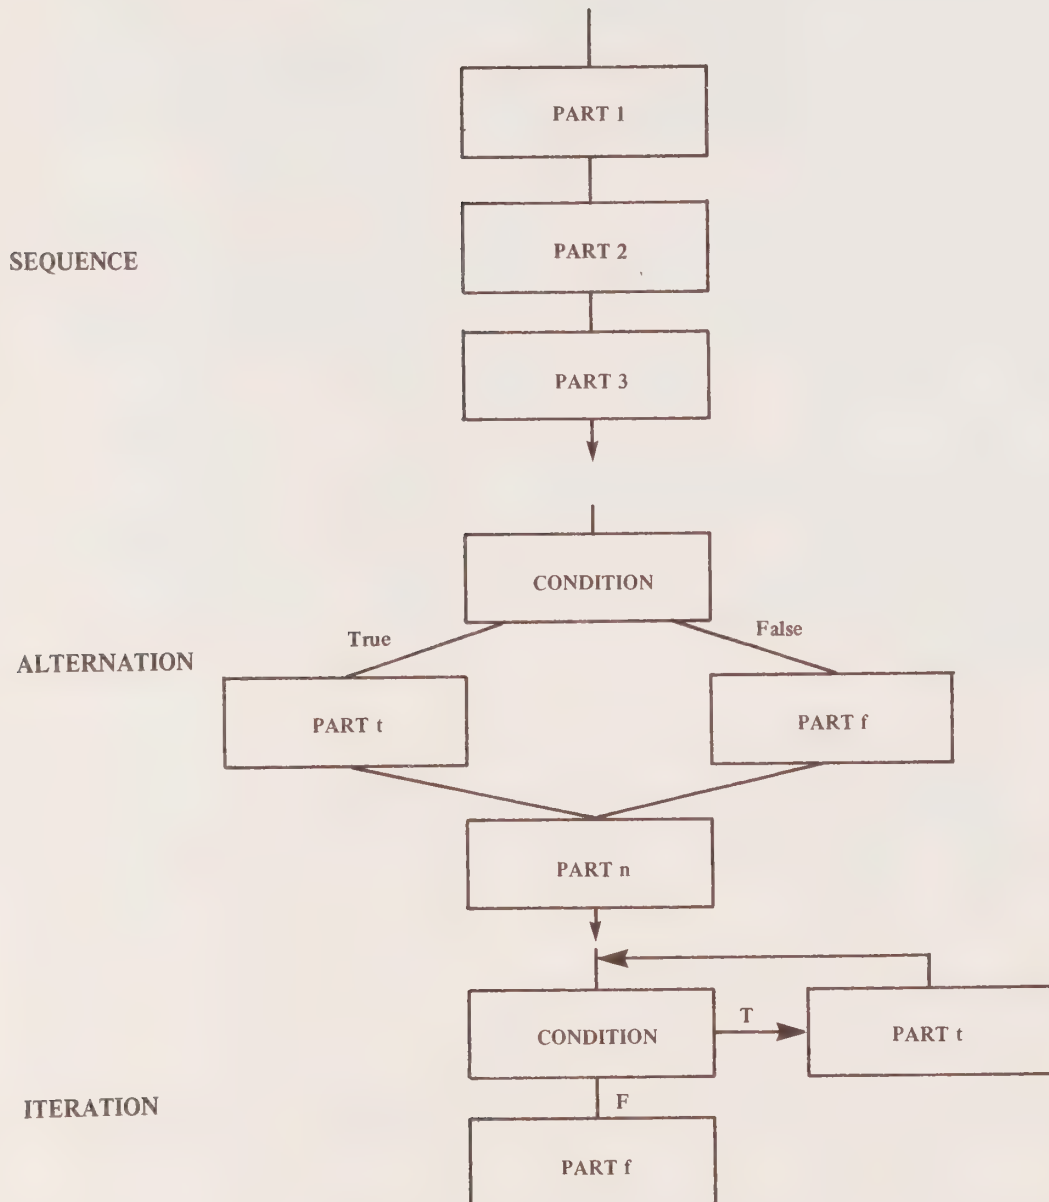 PART 1
PART 2
SEQUENCE
PART 3
CONDITION
True
False
ALTERNATION
PART t
PART f
PART n
CONDITION
T
PART t
F
ITERATION
PART f